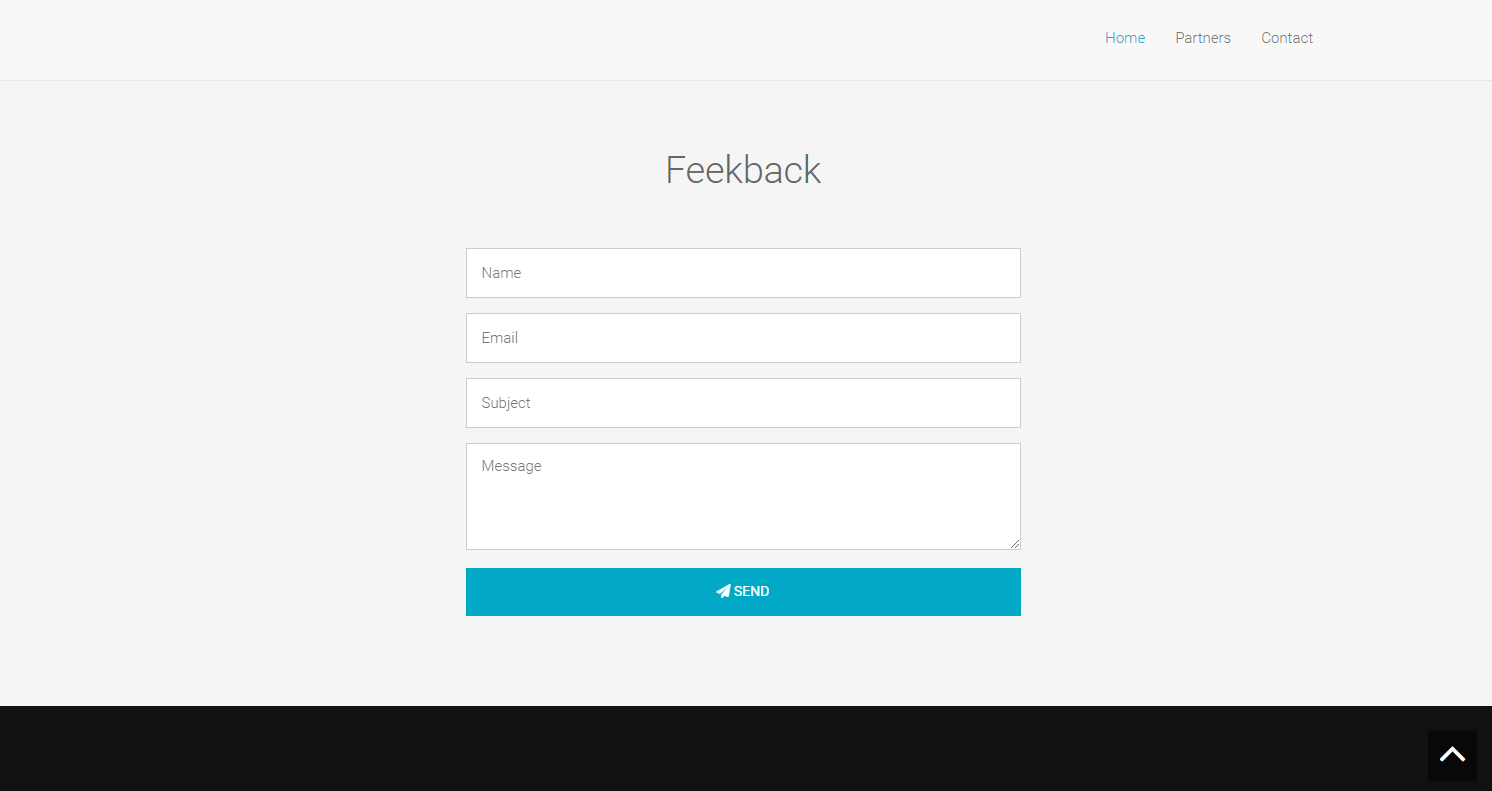 Home Partners Contact
Feekback
Name
Email
Subject
Message
SEND